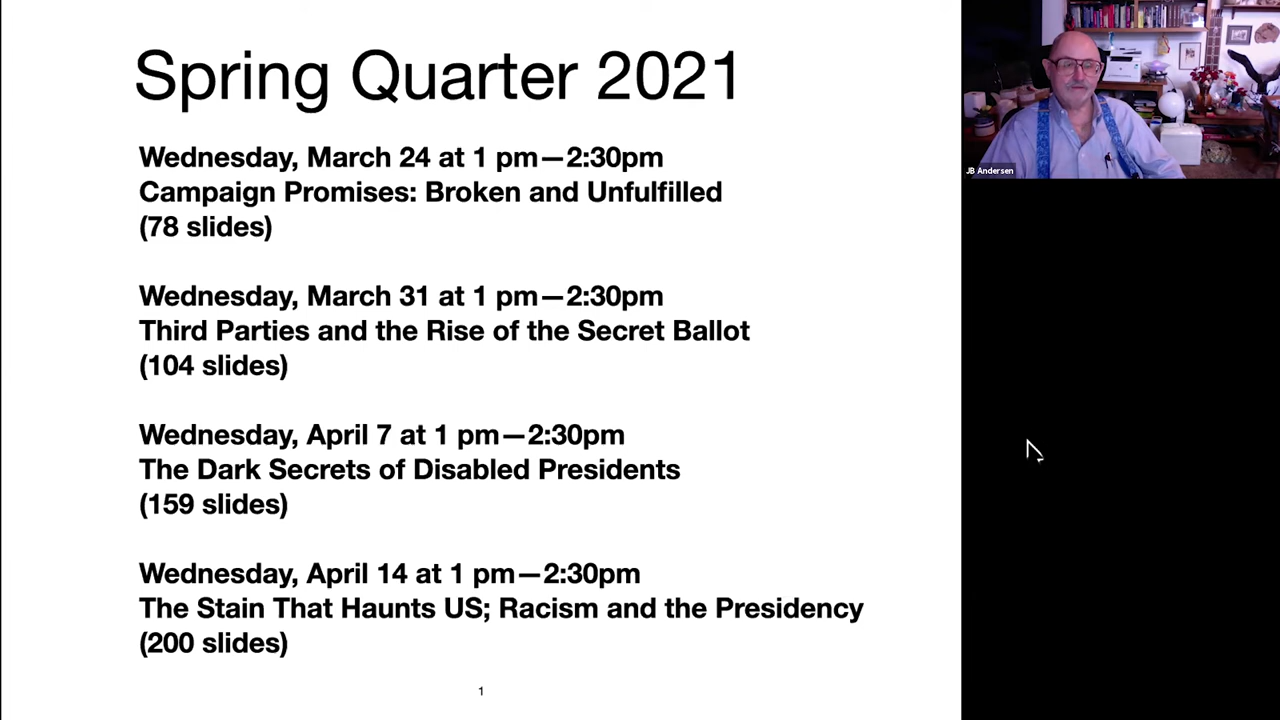 Spring Quarter 2021
Wednesday, March 24 at 1 pm—2:30pm
Campaign Promises: Broken and Unfulfilled
(78 slides)
Wednesday, March 31 at 1 pm—2:30pm
Third Parties and the Rise of the Secret Ballot
(104 slides)
Wednesday, April 7 at 1 pm—2:30pm
The Dark Secrets of Disabled Presidents
(159 slides)
Wednesday, April 14 at 1 pm—2:30pm
The Stain That Haunts US; Racism and the Presidency
(200 slides)
1
JB Andersen